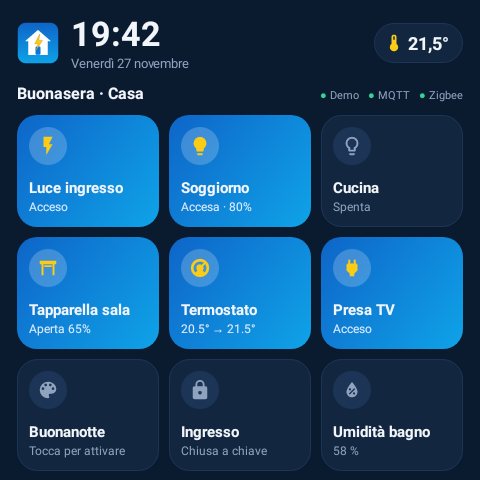 19:42
Venerdì 27 novembre
21,5°
Buonasera · Casa
Demo
MQTT
Zigbee
Luce ingresso
Acceso
Soggiorno
Accesa · 80%
Cucina
Spenta
Tapparella sala
Aperta 65%
Termostato
20.5° → 21.5°
Presa TV
Acceso
Buonanotte
Tocca per attivare
Ingresso
Chiusa a chiave
Umidità bagno
58 %